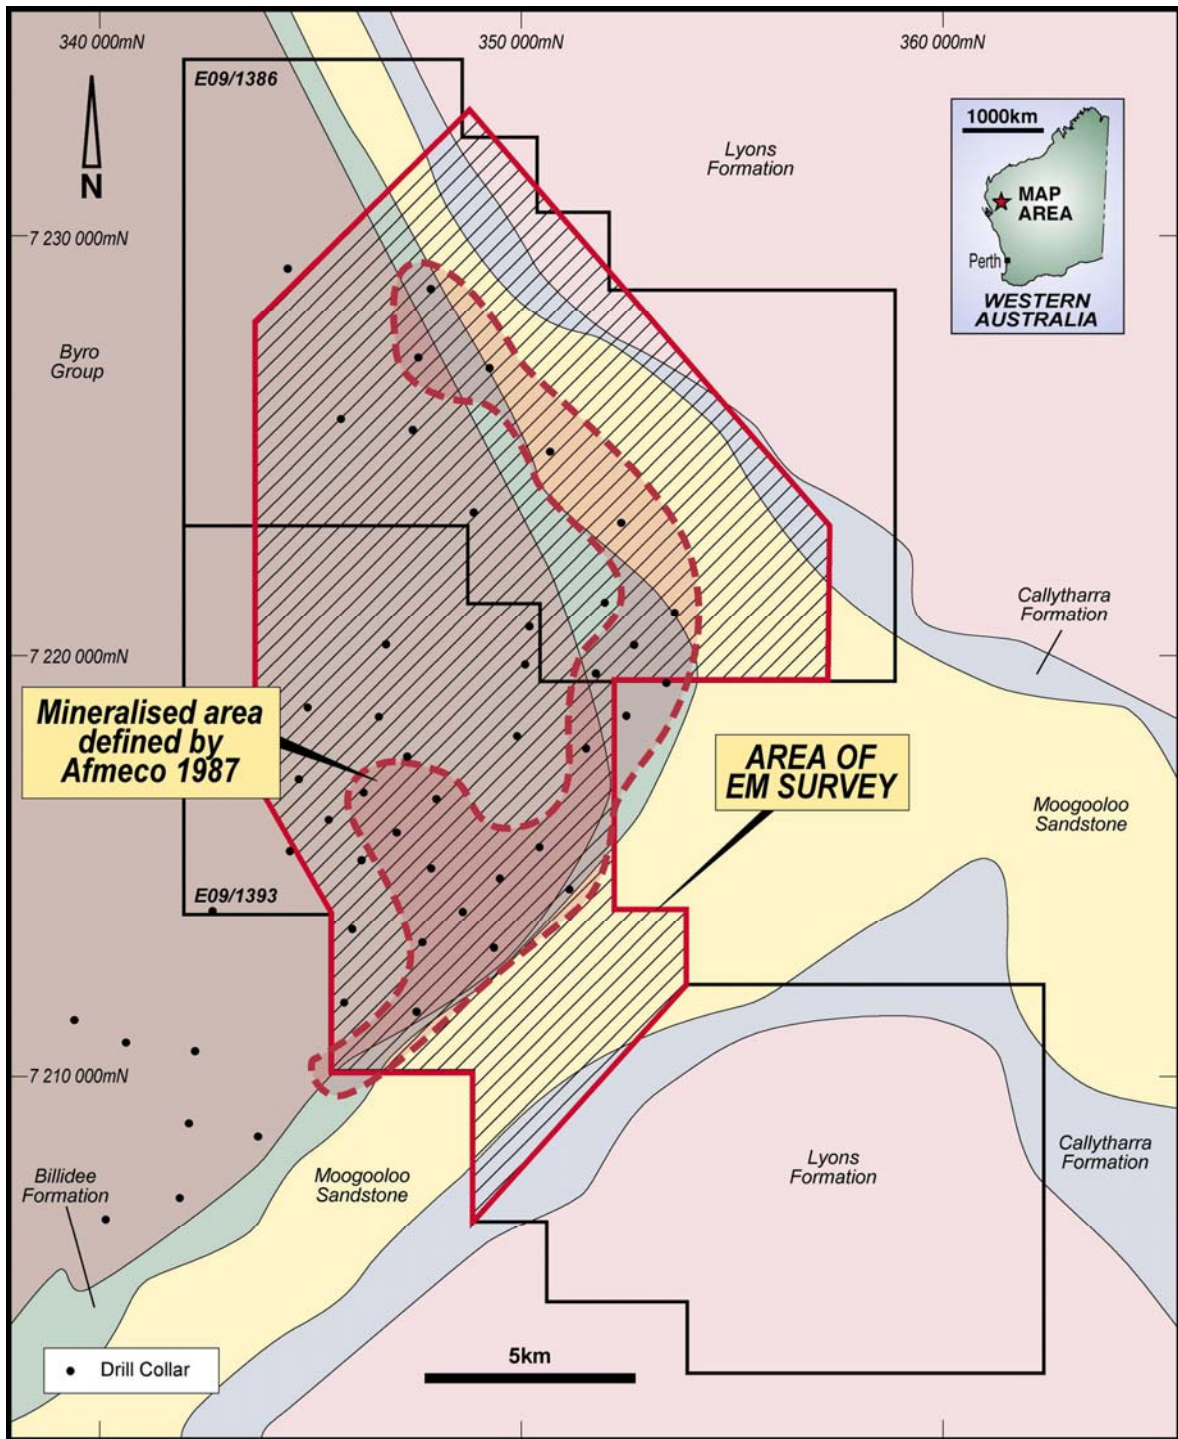 340 000mN
350 000mN
360 000mN
E09/1386
N
Lyons
Formation
1000km
MAP
AREA
Perth
WESTERN
AUSTRALIA
7 230 000mN
Byro
Group
Callytharra
Formation
7 220 000mN
Mineralised area
defined by
Afmeco 1987
AREA OF
EM SURVEY
Moogooloo
Sandstone
E09/1393
7 210 000mN
Billidee
Formation
Moogooloo
Sandstone
Lyons
Formation
Callytharra
Formation
Drill Collar
5km